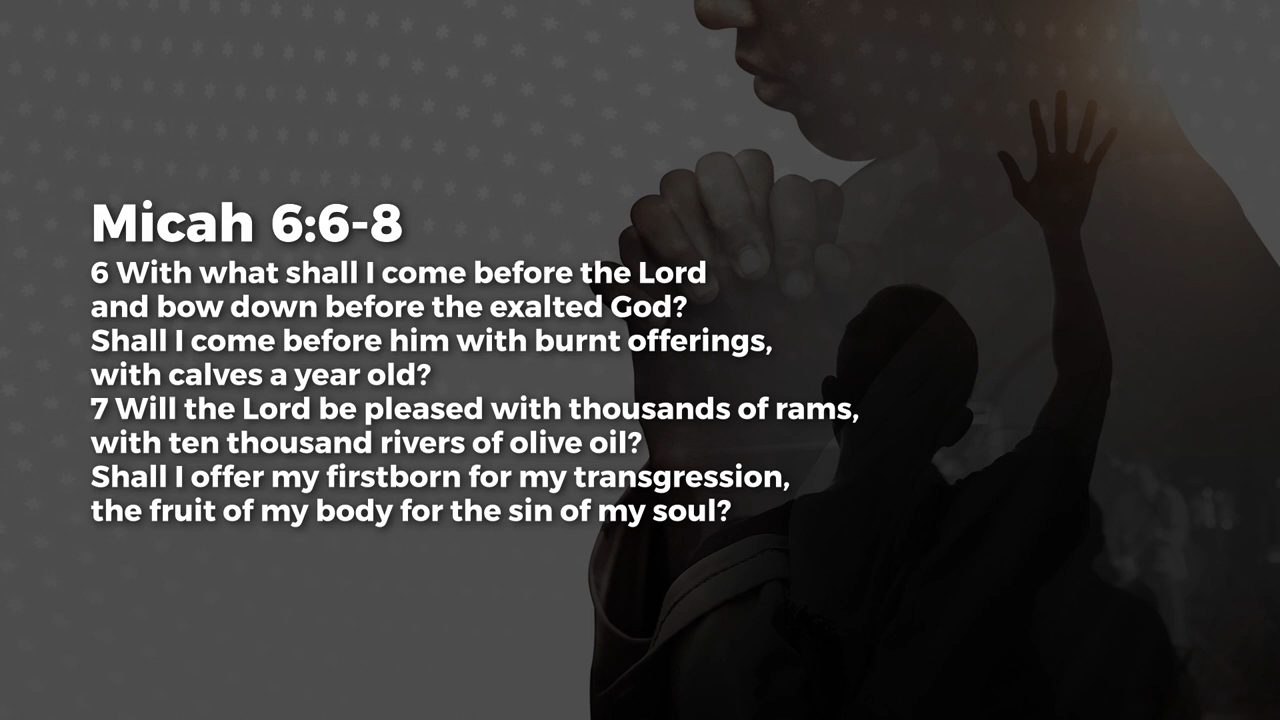 Micah 6:6-8
6 With what shall I come before the Lord
and bow down before the exalted God?
Shall I come before him with burnt offerings,
with calves a year old?
7 Will the Lord be pleased with thousands of rams,
with ten thousand rivers of olive oil?
Shall I offer my firstborn for my transgression,
the fruit of my body for the sin of my soul?